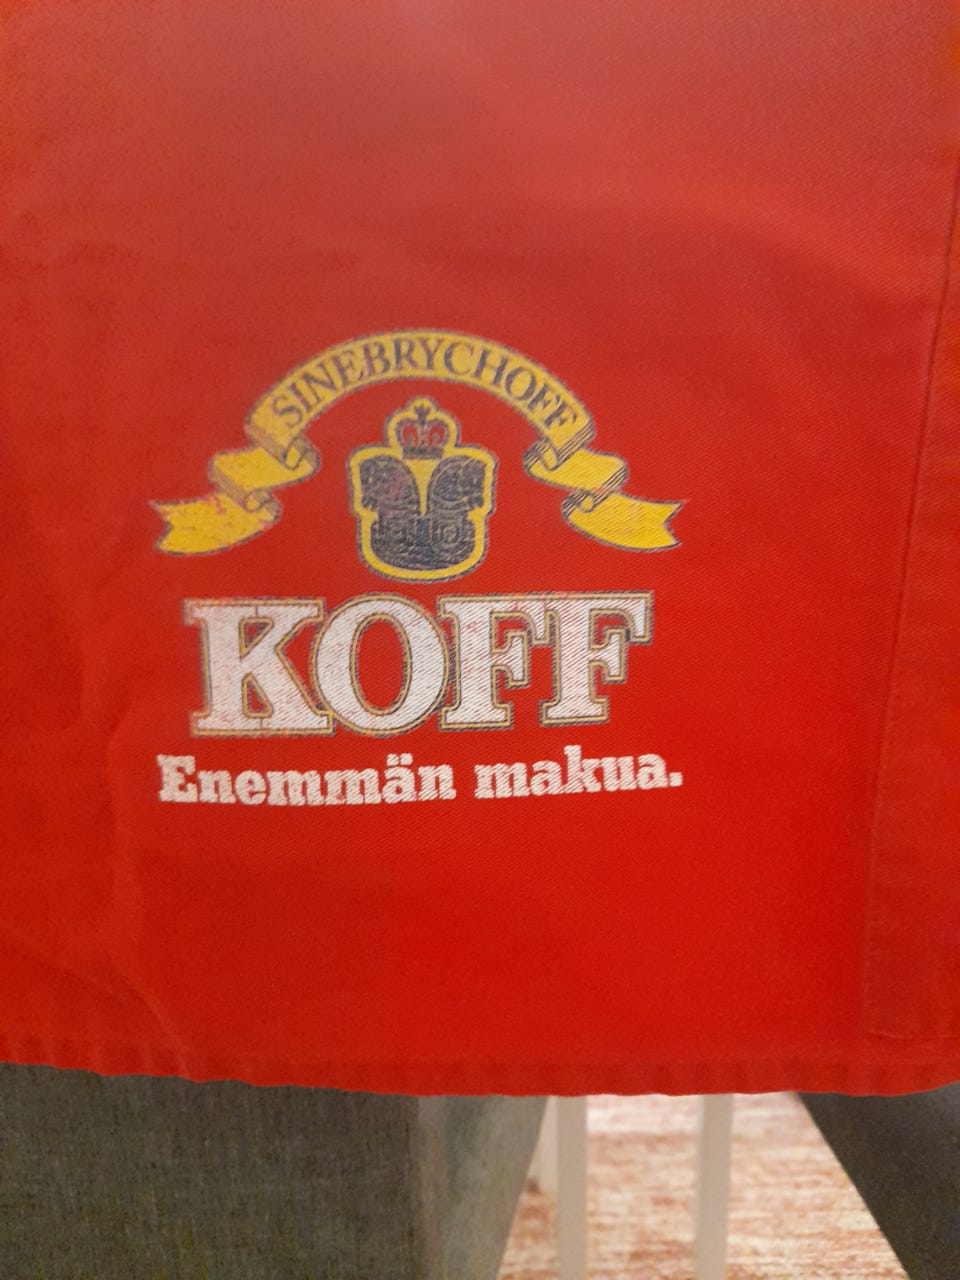 SINEBRYCHOFF
KOFF
Enemmän makua.